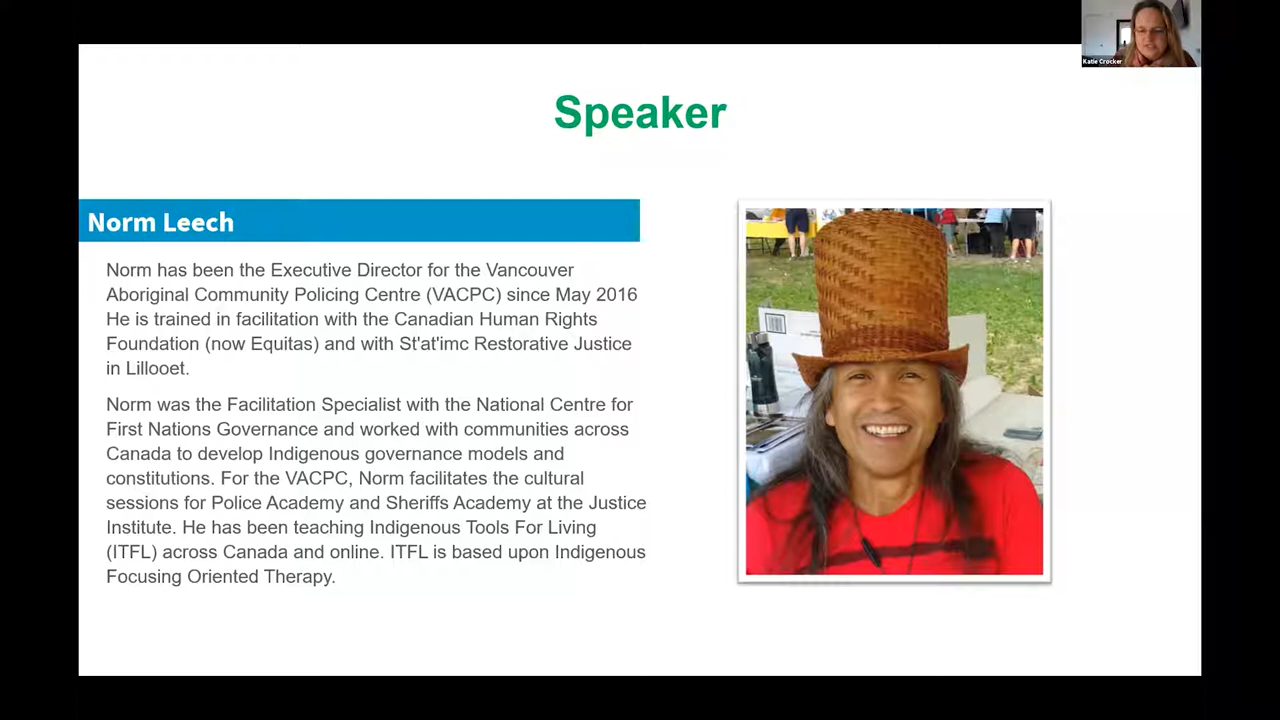 Katie Crocker
Speaker
Norm Leech
Norm has been the Executive Director for the Vancouver
Aboriginal Community Policing Centre (VACPC) since May 2016
He is trained in facilitation with the Canadian Human Rights
Foundation (now Equitas) and with St'at'imc Restorative Justice
in Lillooet.
Norm was the Facilitation Specialist with the National Centre for
First Nations Governance and worked with communities across
Canada to develop Indigenous governance models and
constitutions. For the VACPC, Norm facilitates the cultural
sessions for Police Academy and Sheriffs Academy at the Justice
Institute. He has been teaching Indigenous Tools For Living
(ITFL) across Canada and online. ITFL is based upon Indigenous
Focusing Oriented Therapy.